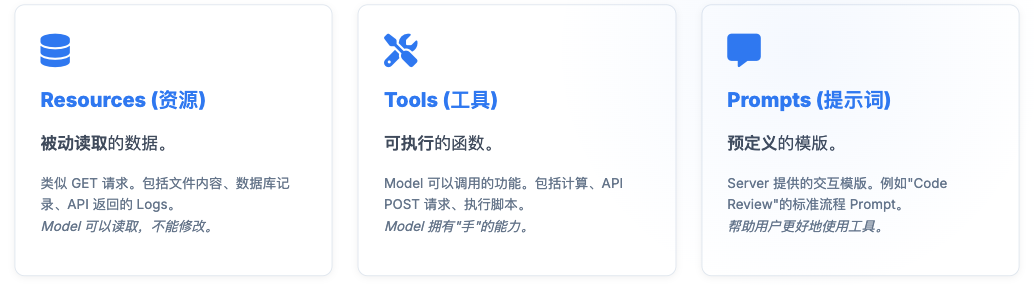 Resources (资源)
被动读取的数据。
类似 GET 请求。包括文件内容、数据库记
录、API 返回的 Logs。
Model 可以读取，不能修改。
Tools (工具)
可执行的函数。
Model 可以调用的功能。包括计算、API
POST 请求、执行脚本。
Model 拥有"手"的能力。
Prompts (提示词)
预定义的模版。
Server 提供的交互模版。例如"Code
Review"的标准流程 Prompt。
帮助用户更好地使用工具。